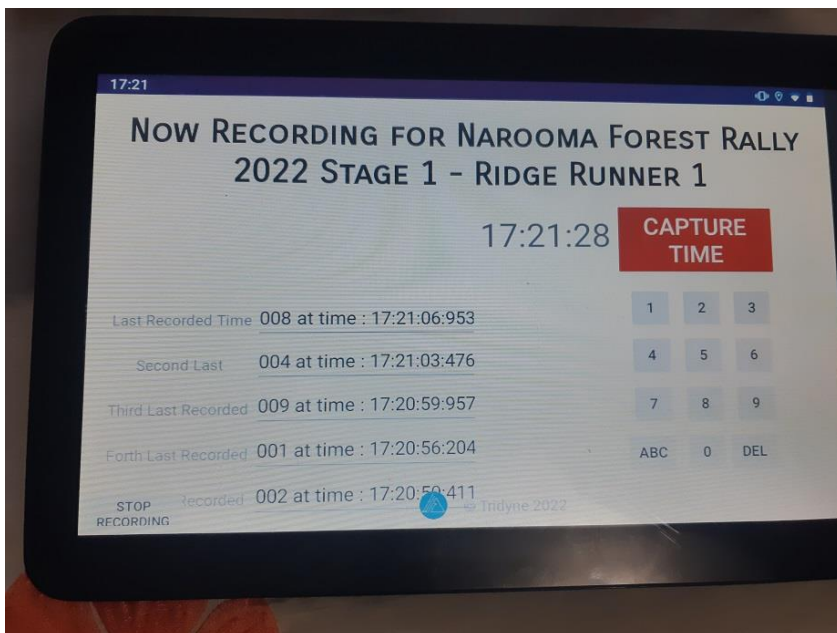 17:21
NOW RECORDING FOR NAROOMA FOREST RALLY
2022 STAGE 1 - RIDGE RUNNER 1
17:21:28
CAPTURE
TIME
Last Recorded Time 008 at time : 17:21:06:953
Second Last 004 at time : 17:21:03:476
Third Last Recorded 009 at time : 17:20:59:957
Forth Last Recorded 001 at time : 17:20:56:204
Recorded 002 at time : 17:20:50:411
1 2 3
4 5 6
7 8 9
ABC 0 DEL
STOP
RECORDING
© Tridyne 2022